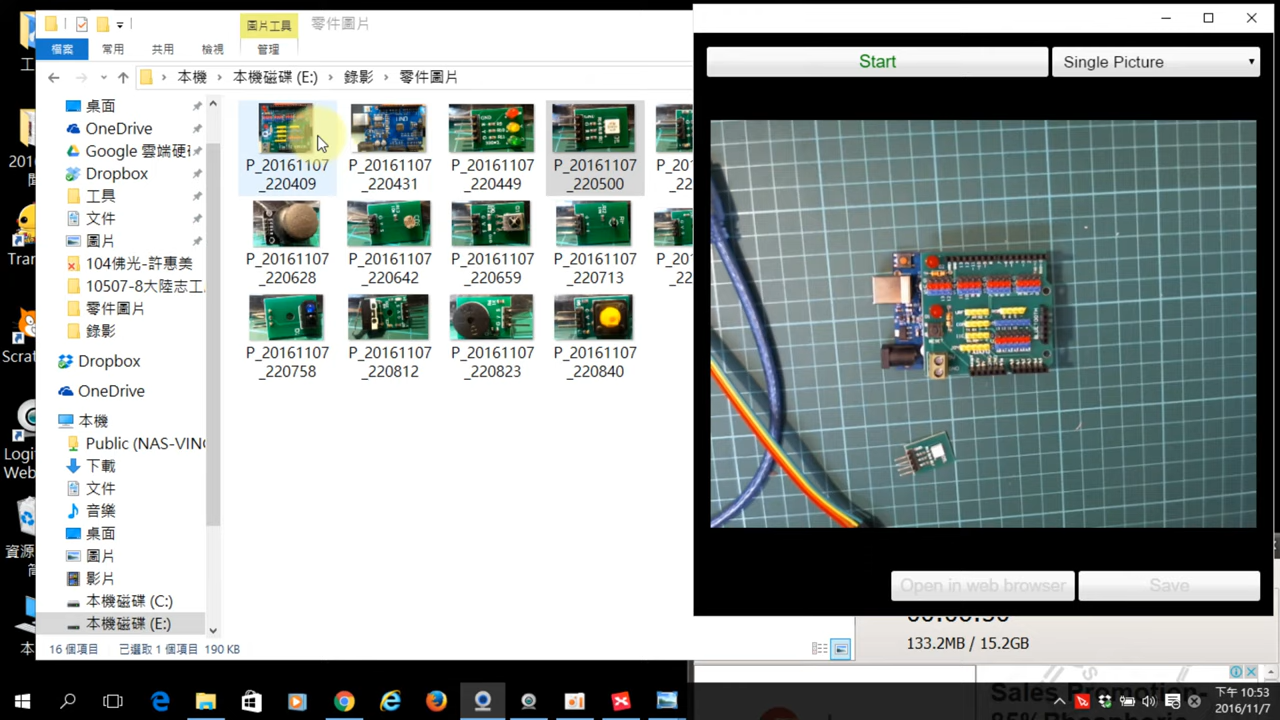 圖片工具
零件圖片
檔案
常用
共用
檢視
管理
本機
本機磁碟 (E:)
錄影
零件圖片
桌面
OneDrive
Google 雲端硬
Dropbox
工具
文件
圖片
104佛光-許惠美
10507-8大陸志工
零件圖片
錄影
Dropbox
OneDrive
本機
Public (NAS-VING
下載
文件
音樂
桌面
圖片
影片
本機磁碟 (C:)
本機磁碟 (E:)
P_20161107
_220409
P_20161107
_220431
P_20161107
_220449
P_20161107
_220500
P_20161107
_220628
P_20161107
_220642
P_20161107
_220659
P_20161107
_220713
P_20161107
_220758
P_20161107
_220812
P_20161107
_220823
P_20161107
_220840
16 個項目
已選取 1 個項目 190 KB
Start
Single Picture
Open in web browser
Save
133.2MB / 15.2GB
Sales Promotion-
下午 10:53
2016/11/7